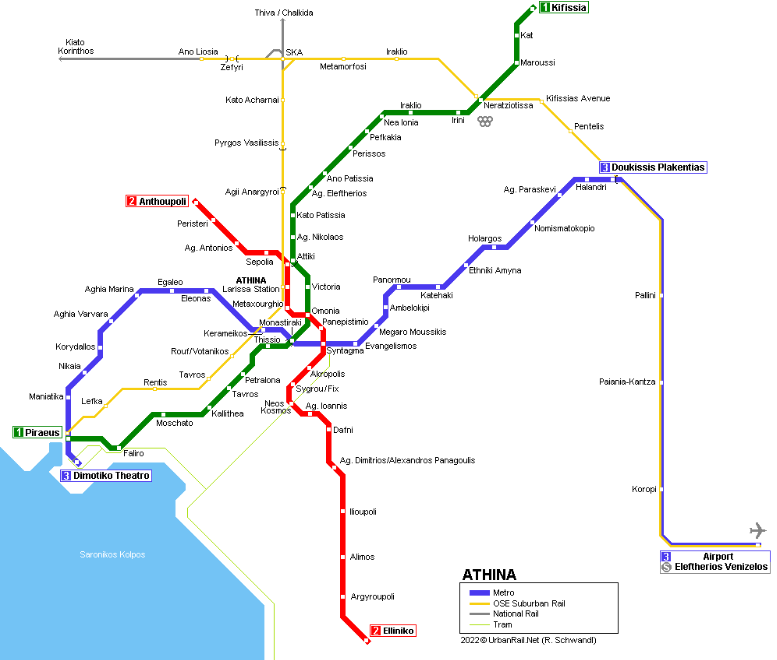 Thiva / Chalkida
1 Kifissia
Kat
Maroussi
Kiato
Korinthos
Ano Liosia
Zefyri
SKA
Metamorfosi
Iraklio
Kato Acharnai
Iraklio
Nea Ionia
Irini
Neratziotissa
Kifissias Avenue
Pefkakia
Pentelis
Pyrgos Vasilissis
Perissos
3 Doukissis Plakentias
Ano Patissia
Ag. Eleftherios
Agii Anargyroi
Ag. Paraskevi
Halandri
2 Anthoupoli
Peristeri
Kato Patissia
Nomismatokopio
Ag. Nikolaos
Holargos
Ag. Antonios
Sepolia
Attiki
Ethniki Amyna
ATHINA
Larissa Station
Victoria
Panormou
Katehaki
Aghia Marina
Egaleo
Eleonas
Pallini
Metaxourghio
Omonia
Ambelokipi
Aghia Varvara
Monastiraki
Panepistimio
Kerameikos
Thissio
Megaro Moussikis
Korydallos
Rouf/Votanikos
Syntagma
Evangelismos
Nikaia
Tavros
Akropolis
Rentis
Petralona
Paiania-Kantza
Maniatika
Lefka
Tavros
Sygrou/Fix
Neos
Kosmos
Ag. Ioannis
Kallithea
Moschato
Dafni
1 Piraeus
Faliro
Ag. Dimitrios/Alexandros Panagoulis
3 Dimotiko Theatro
Koropi
Ilioupoli
Saronikos Kolpos
Alimos
3 Airport
S Eleftherios Venizelos
ATHINA
Metro
OSE Suburban Rail
National Rail
Tram
Argyroupoli
2 Elliniko
2022 © UrbanRail.Net (R. Schwandl)